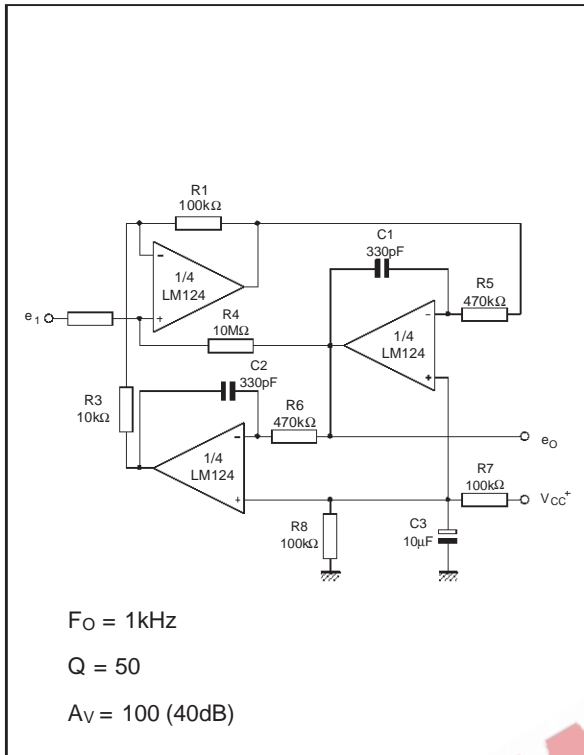 R1
100kΩ
C1
330pF
1/4
LM124
R5
470kΩ
e1
R4
10MΩ
1/4
LM124
C2
330pF
R3
10kΩ
R6
470kΩ
1/4
LM124
eO
R7
100kΩ
VCC+
R8
100kΩ
C3
10µF
FO = 1kHz
Q = 50
AV = 100 (40dB)